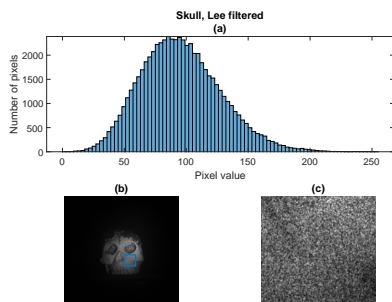 Skull, Lee filtered
(a)
Number of pixels
2000
1500
1000
500
0
0
50
100
150
200
250
Pixel value
(b)
(c)